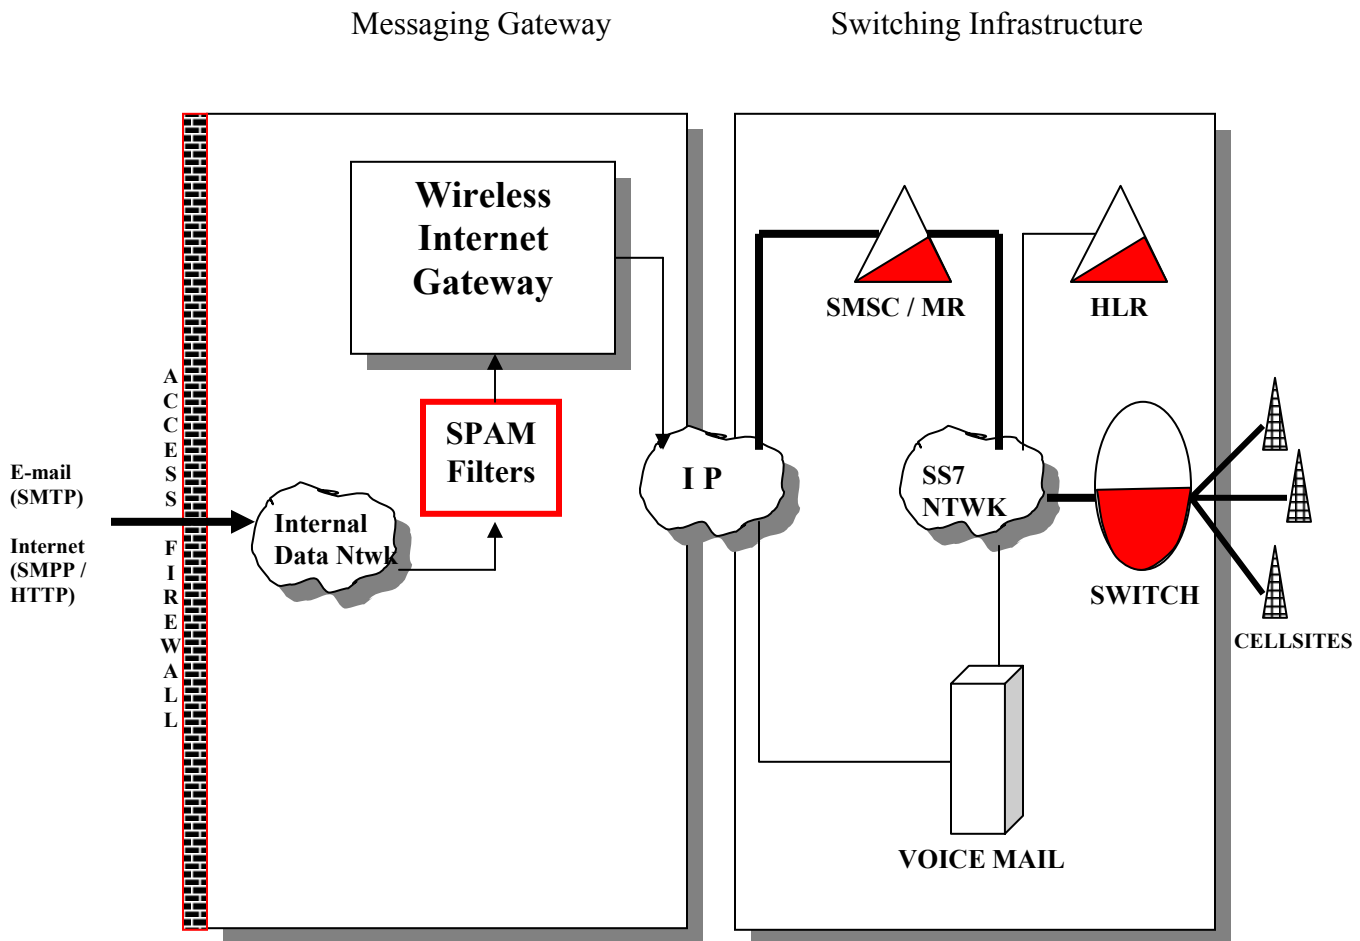 Messaging Gateway
Switching Infrastructure
Wireless
Internet
Gateway
SMSC / MR
HLR
A
C
C
E
S
S
F
I
R
E
W
A
L
L
SPAM
Filters
E-mail
(SMTP)
Internet
(SMPP /
HTTP)
Internal
Data Ntwk
I P
SS7
NTWK
SWITCH
CELLSITES
VOICE MAIL